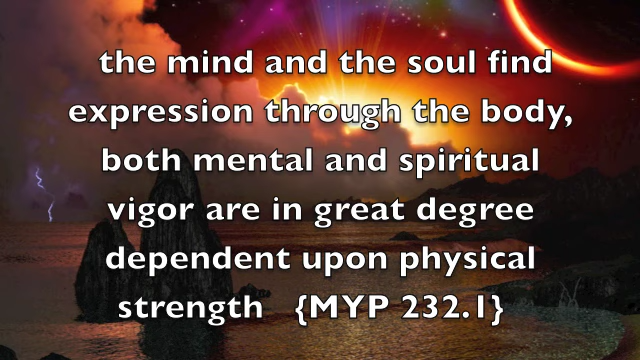 the mind and the soul find
expression through the body,
both mental and spiritual
vigor are in great degree
dependent upon physical
strength {MYP 232.1}